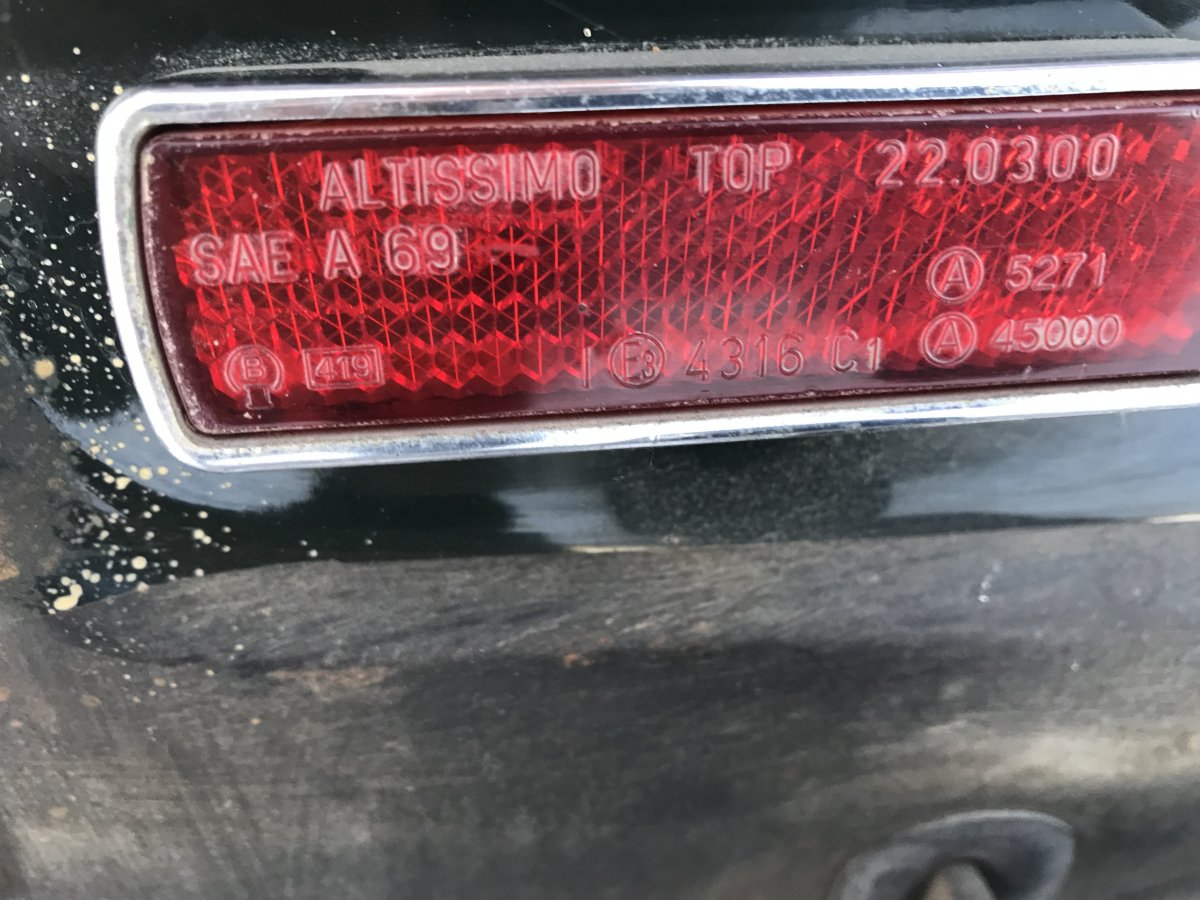 ALTISSIMO TOP 22.0300
SAE A 69
A 5271
B 419 I E3 4316 C1
A 45000